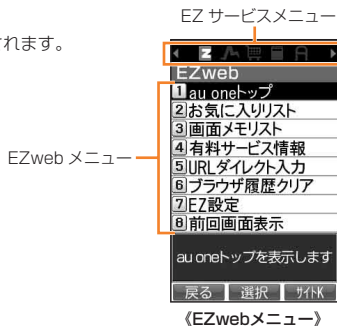 EZ サービスメニュー
されます。
EZweb
1 au oneトップ
2 お気に入りリスト
3 画面メモリスト
4 有料サービス情報
EZweb メニュー
5 URLダイレクト入力
6 ブラウザ履歴クリア
7 EZ設定
8 前回画面表示
au oneトップを表示します
戻る 選択 サイトK
《EZwebメニュー》